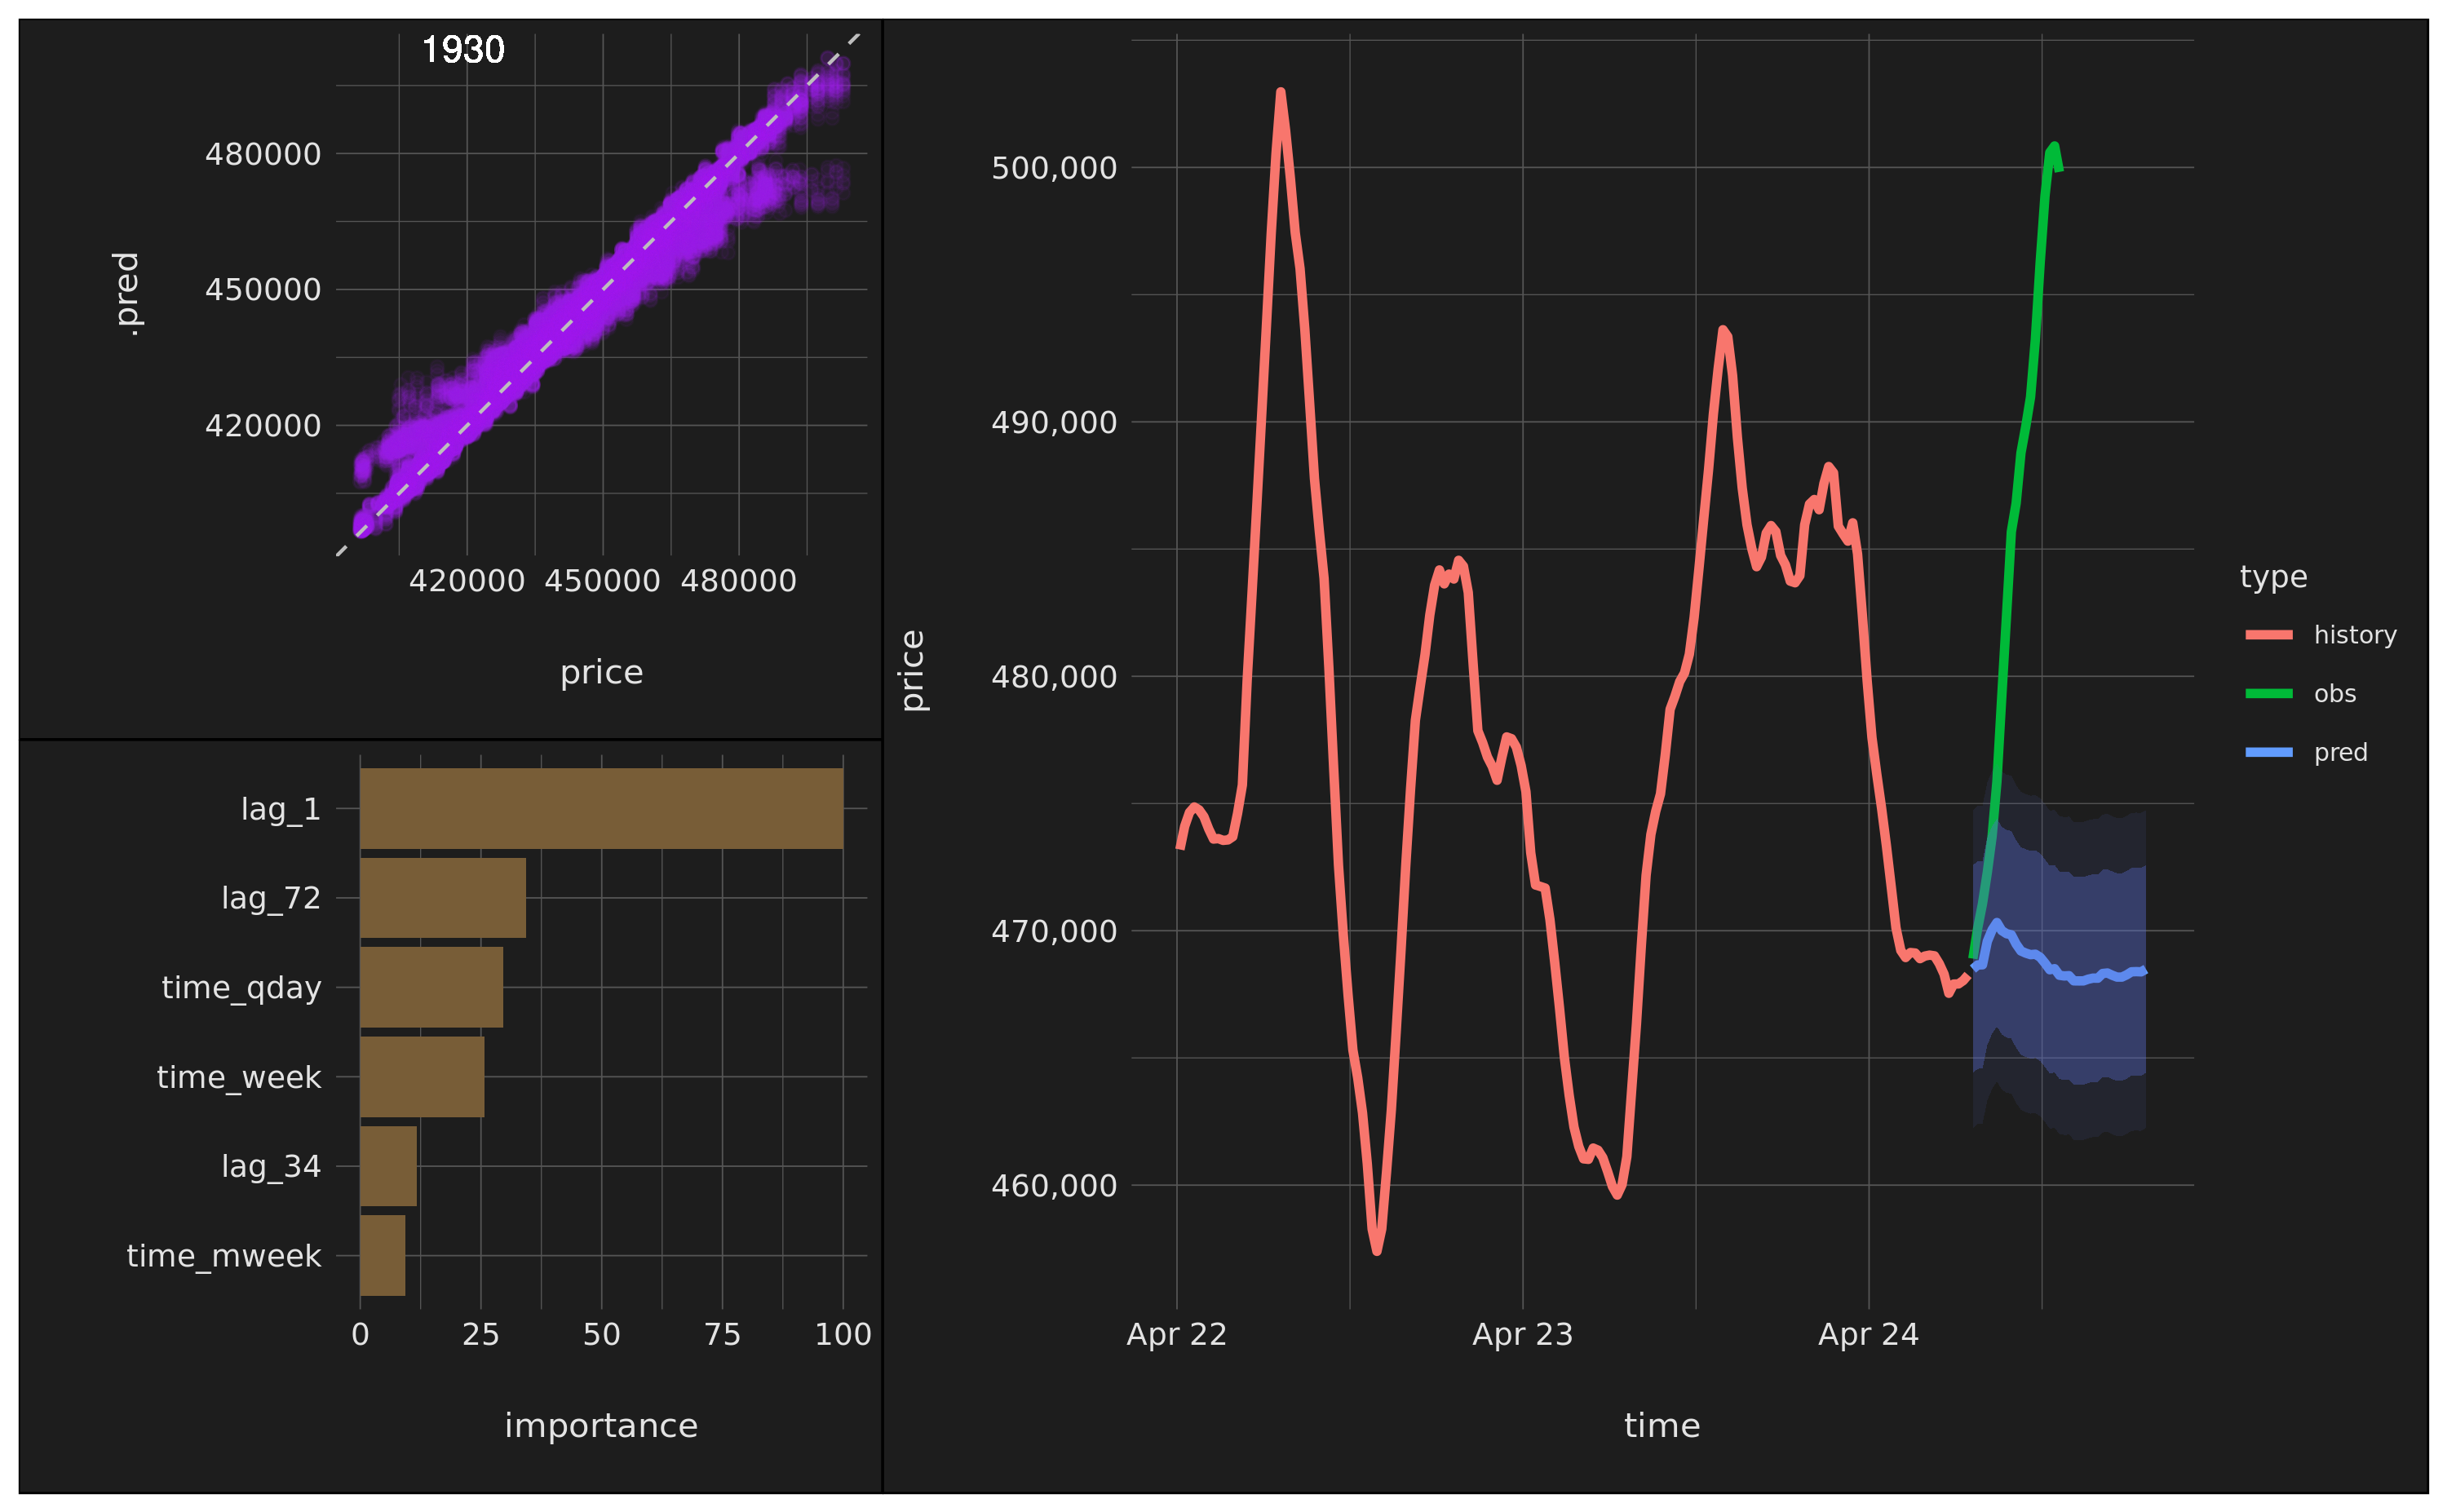 1930
480000
450000
420000
.pred
420000 450000 480000
price
lag_1
lag_72
time_qday
time_week
lag_34
time_mweek
0 25 50 75 100
importance
500,000
490,000
480,000
470,000
460,000
price
Apr 22 Apr 23 Apr 24
time
type
history
obs
pred